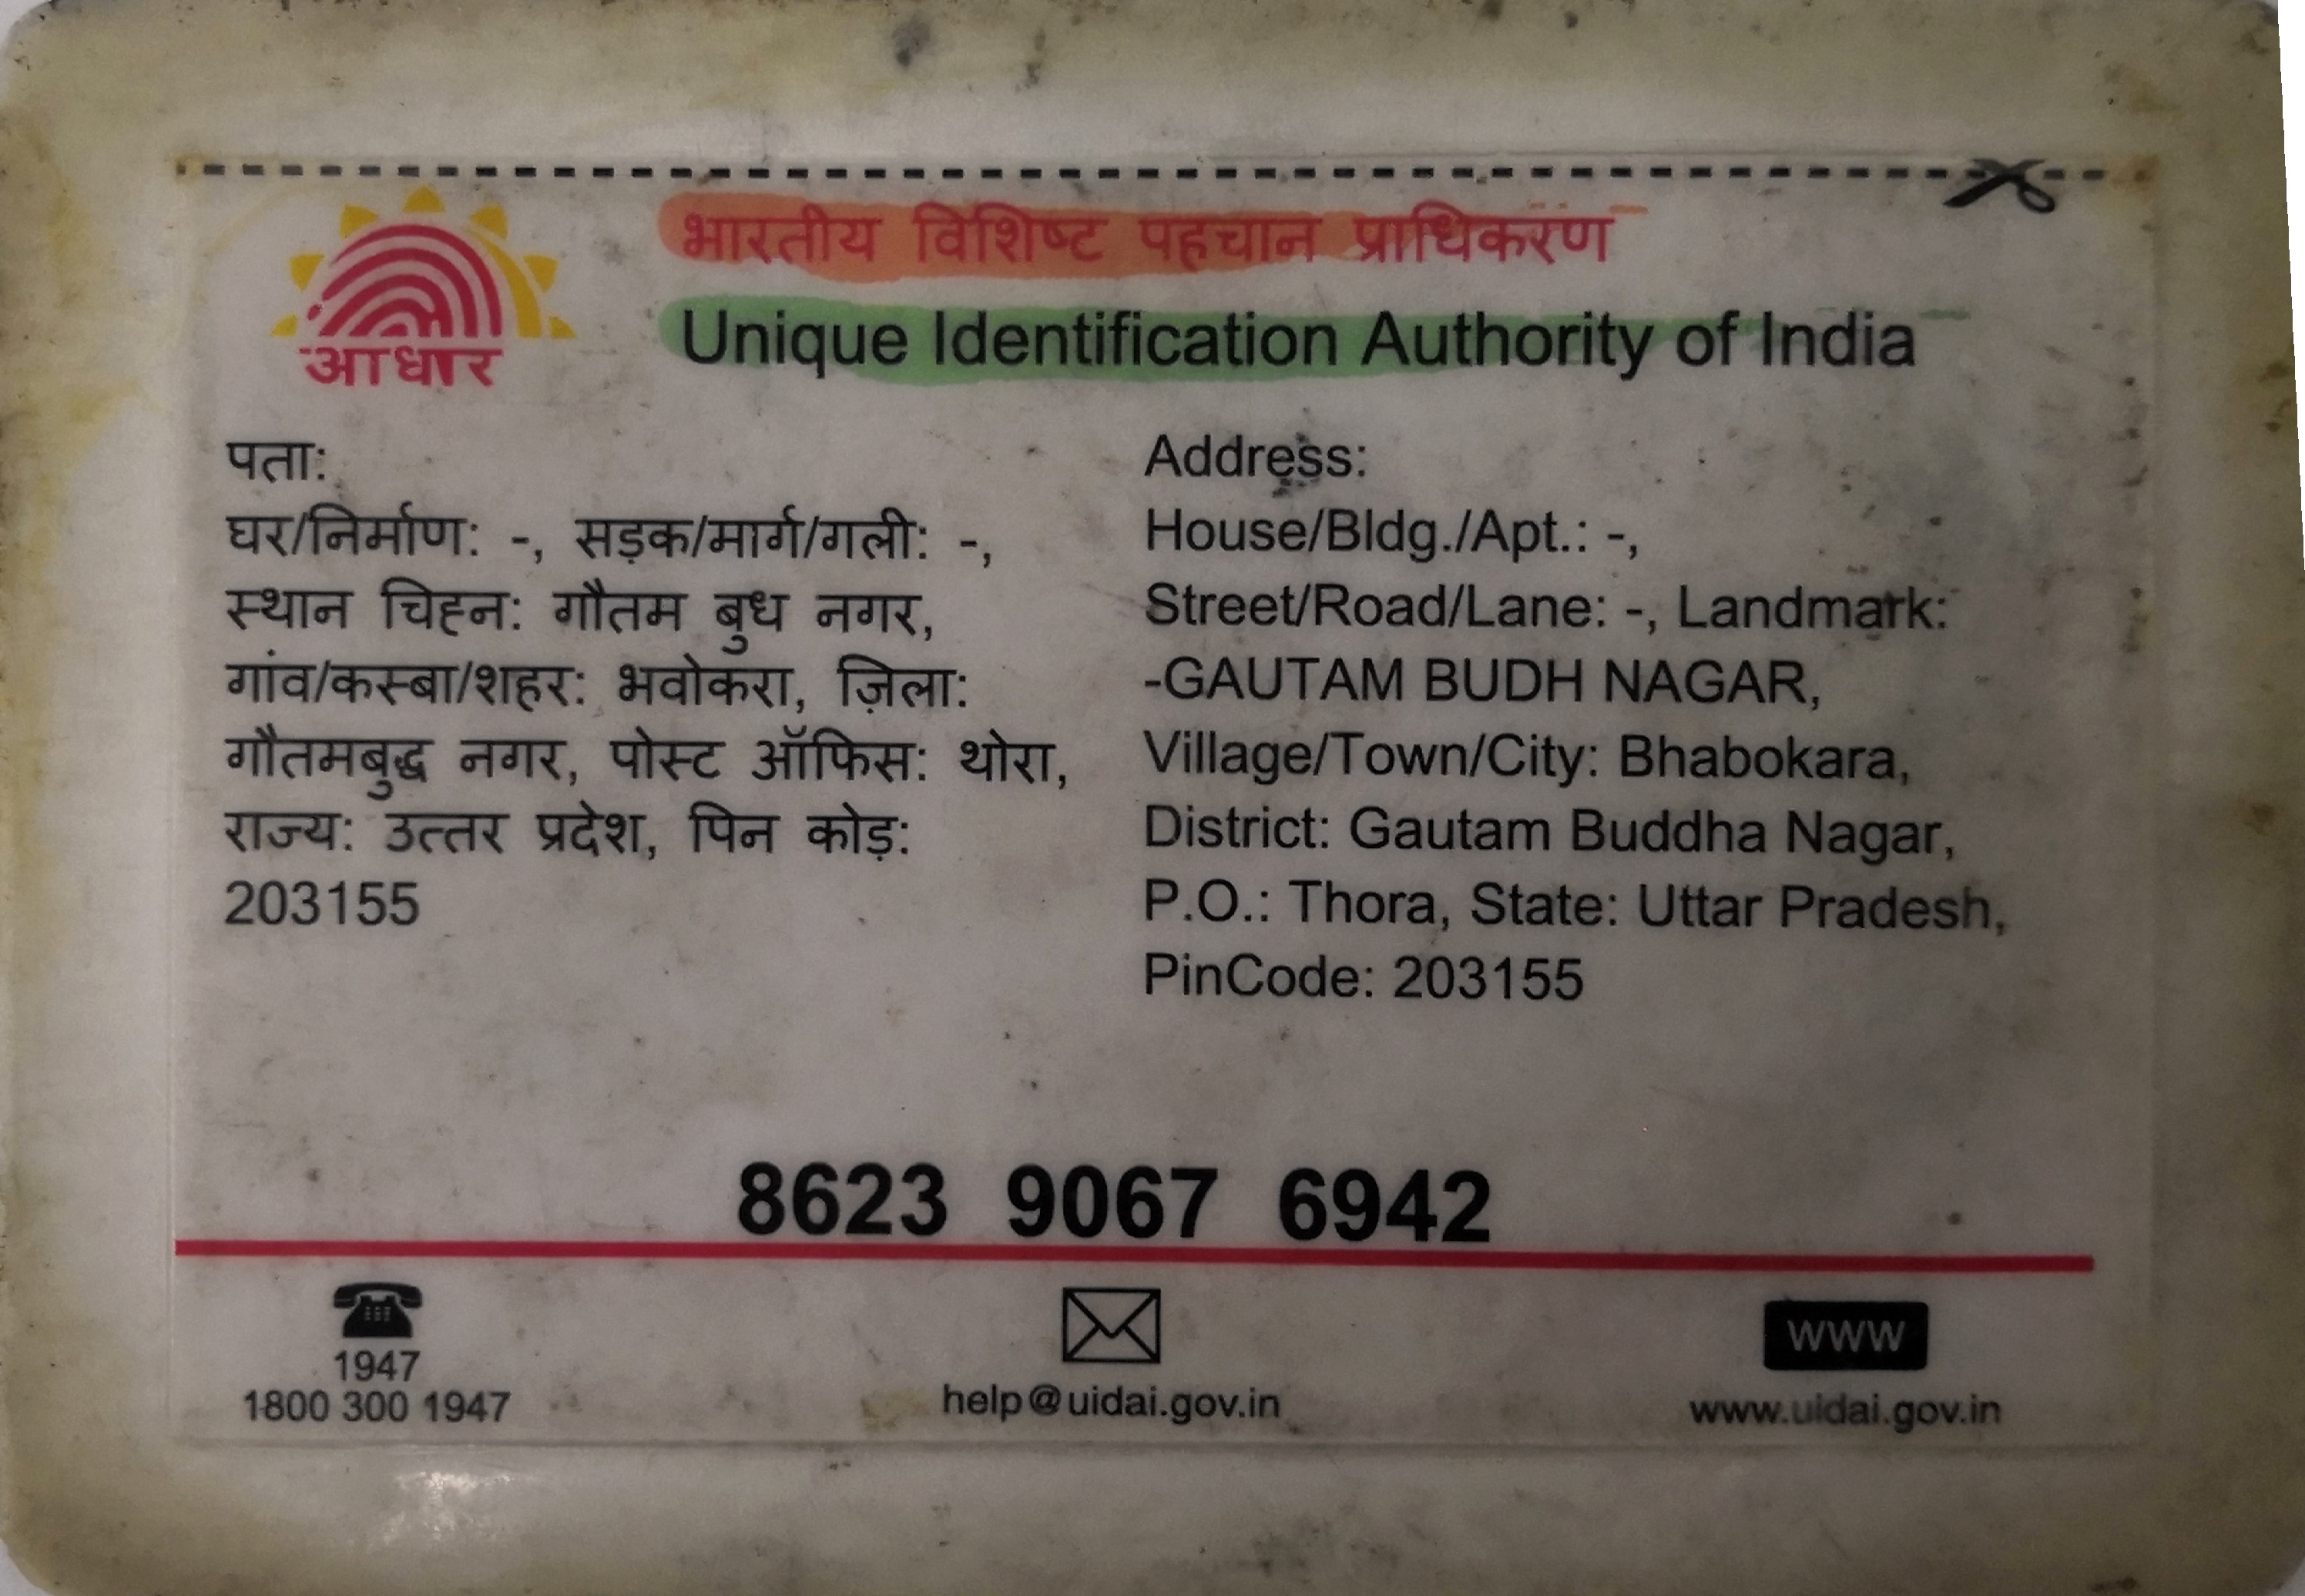 भारतीय विशिष्ट पहचान प्राधिकरण
Unique Identification Authority of India
आधार
पता:
घर/निर्माण: -, सड़क/मार्ग/गली: -,
स्थान चिह्न: गौतम बुध नगर,
गांव/कस्बा/शहर: भवोकरा, ज़िला:
गौतमबुद्ध नगर, पोस्ट ऑफिस: थोरा,
राज्य: उत्तर प्रदेश, पिन कोड़:
203155
Address:
House/Bldg./Apt.: -,
Street/Road/Lane: -, Landmark:
-GAUTAM BUDH NAGAR,
Village/Town/City: Bhabokara,
District: Gautam Buddha Nagar,
P.O.: Thora, State: Uttar Pradesh,
PinCode: 203155
8623 9067 6942
1947
1800 300 1947
help@uidai.gov.in
WWW
www.uidai.gov.in